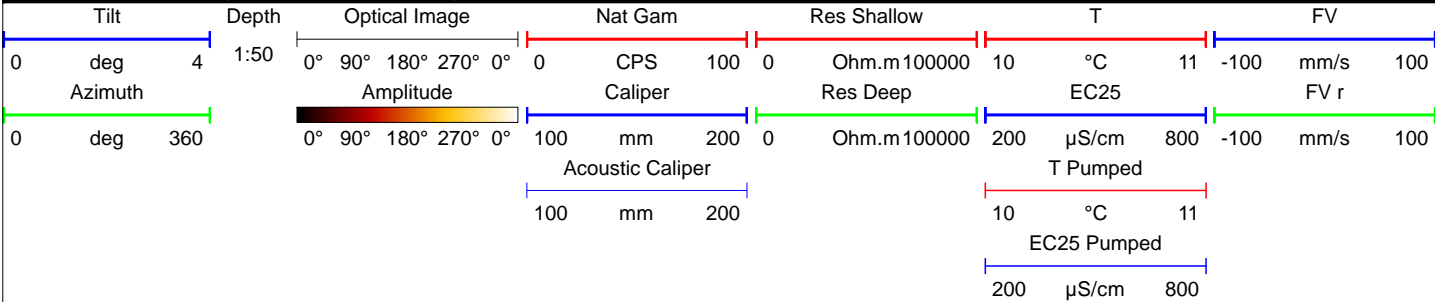 Tilt Depth Optical Image Nat Gam Res Shallow T FV
0 deg 4 1:50 0° 90° 180° 270° 0° 0 CPS 100 0 Ohm.m 100000 10 °C 11 -100 mm/s 100
Azimuth Amplitude Caliper Res Deep EC25 FV r
0 deg 360 0° 90° 180° 270° 0° 100 mm 200 0 Ohm.m 100000 200 µS/cm 800 -100 mm/s 100
Acoustic Caliper T Pumped
100 mm 200 10 °C 11
EC25 Pumped
200 µS/cm 800